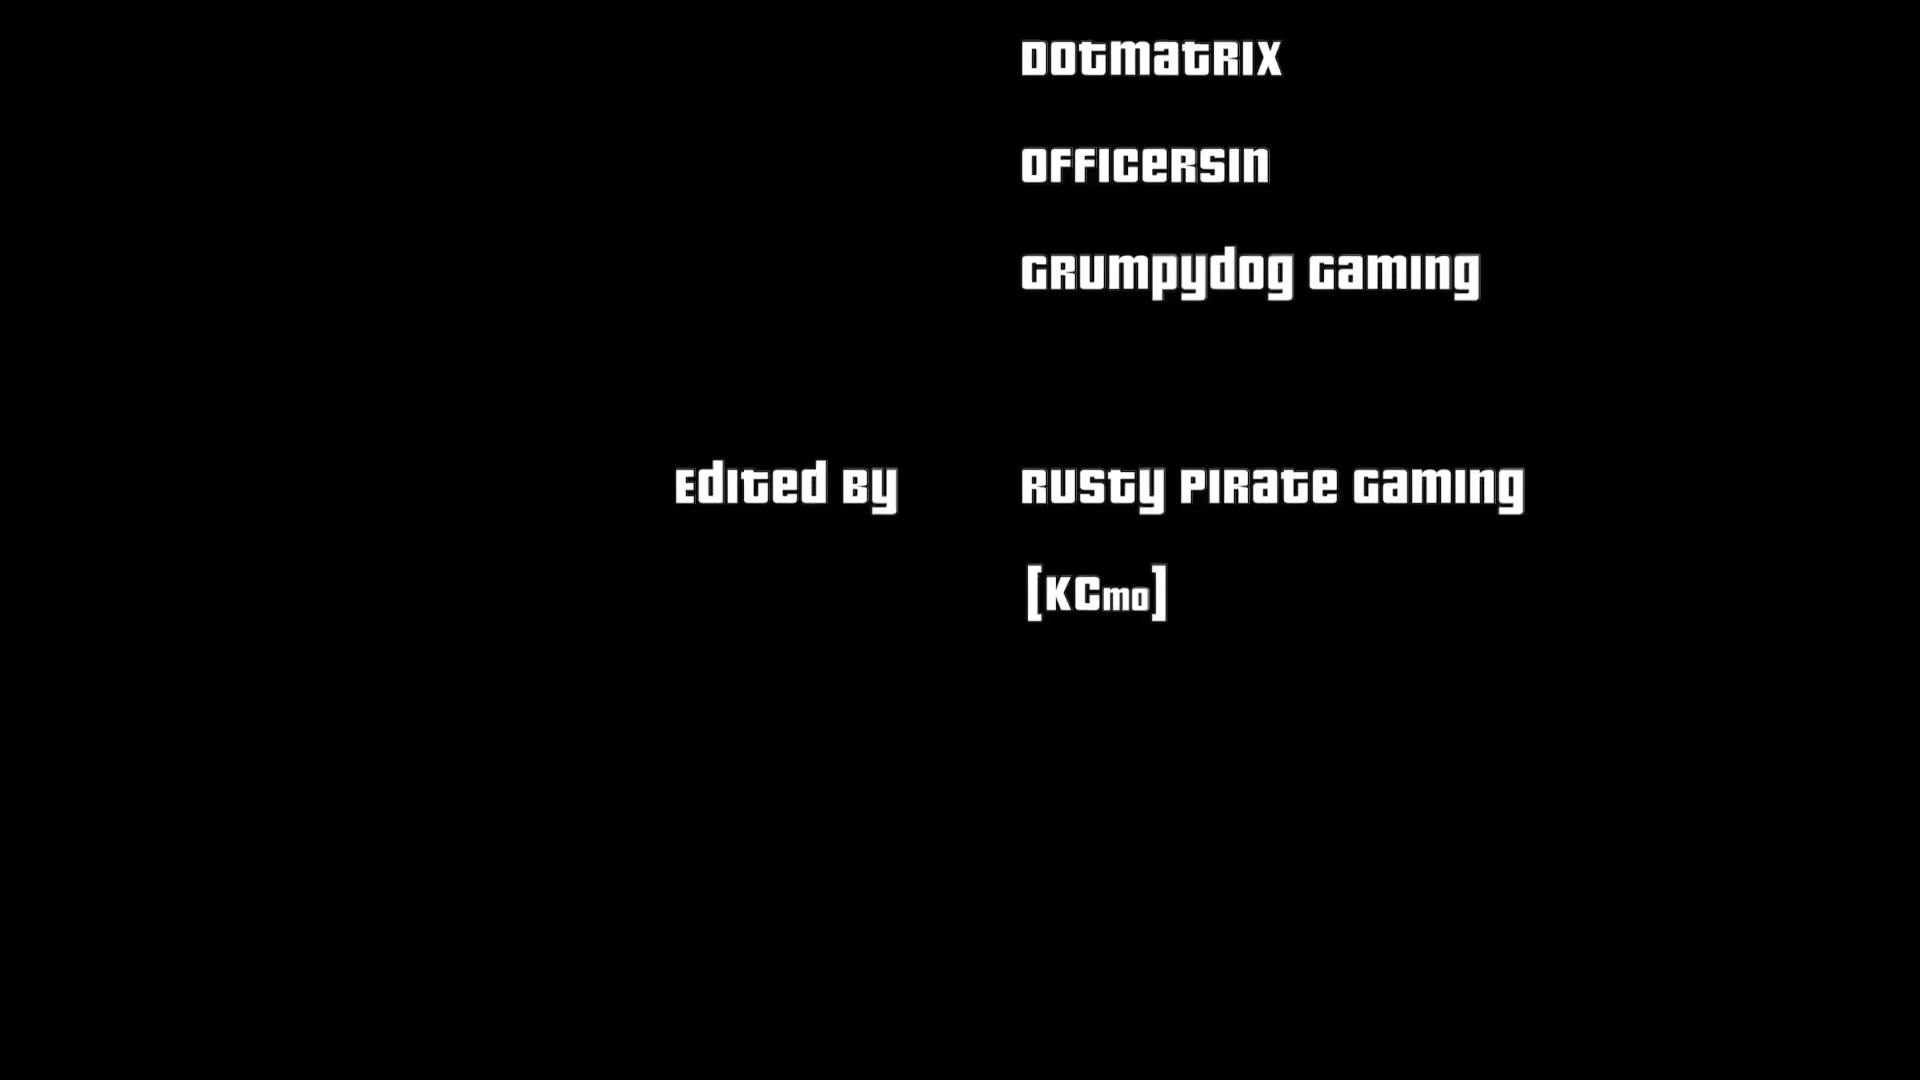 Dotmatrix
OfficerSin
Grumpydog Gaming
Edited By Rusty Pirate Gaming
[KCmo]